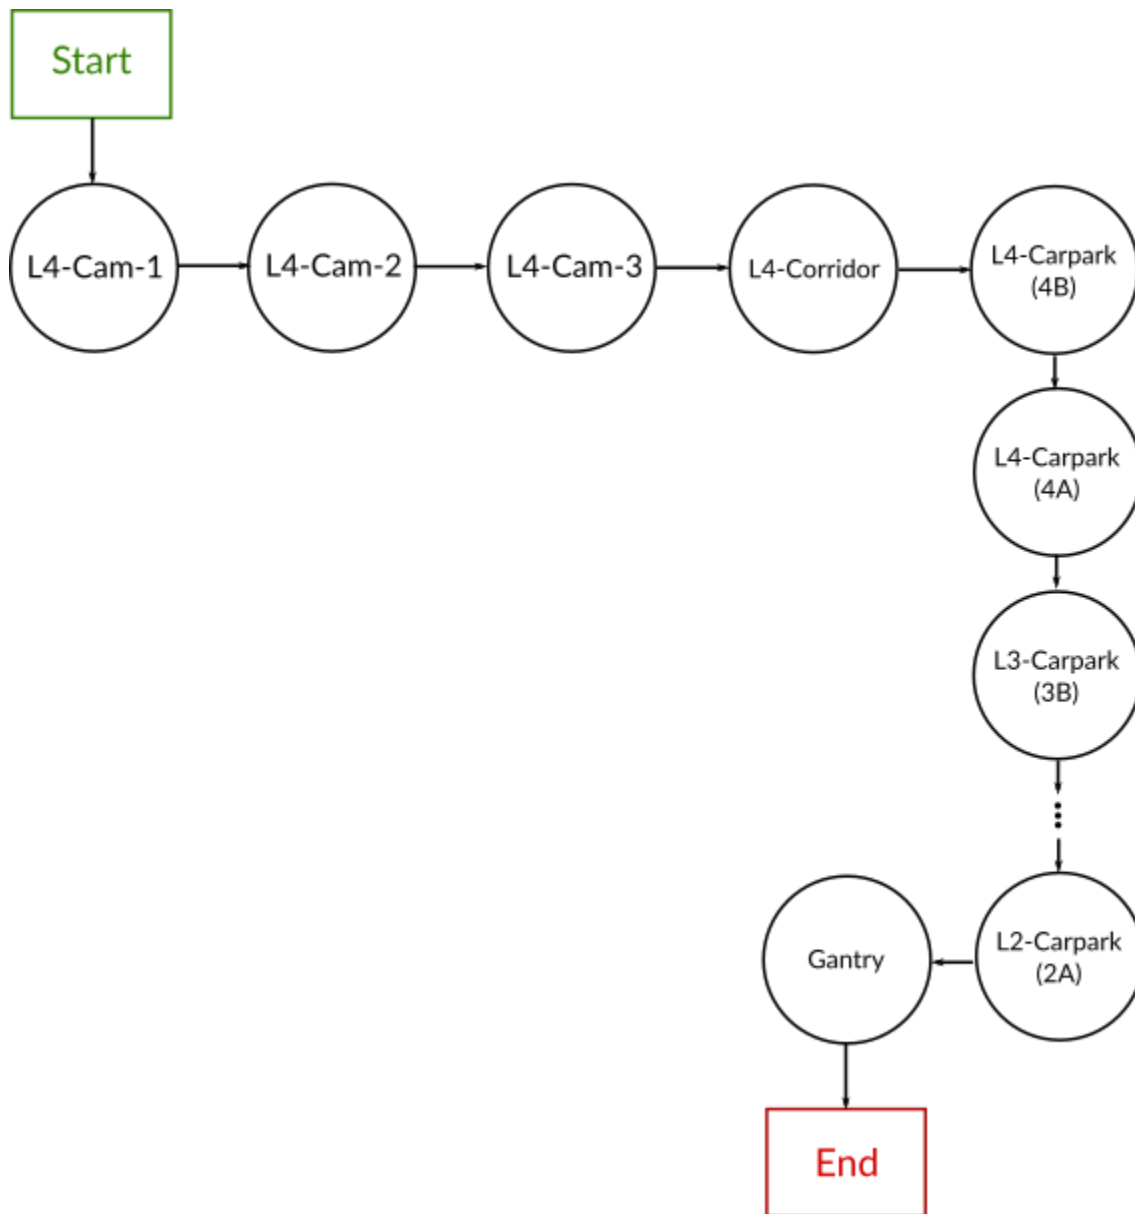 Start
L4-Cam-1
L4-Cam-2
L4-Cam-3
L4-Corridor
L4-Carpark
(4B)
L4-Carpark
(4A)
L3-Carpark
(3B)
L2-Carpark
(2A)
Gantry
End